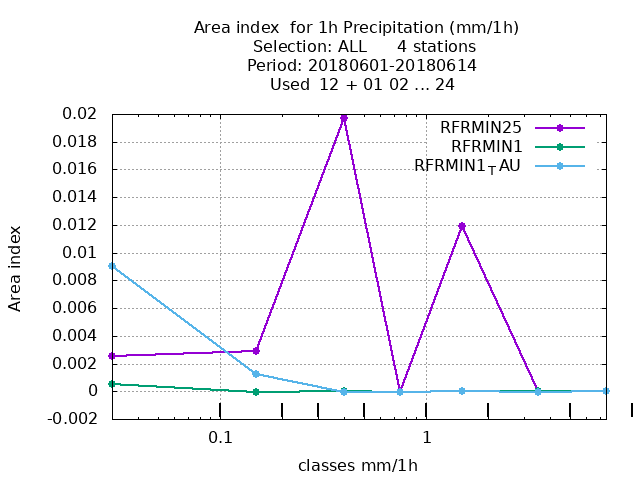 Area index  for 1h Precipitation (mm/1h)
Selection: ALL      4 stations
Period: 20180601-20180614
Used  12 + 01 02 ... 24
RFRMIN25
RFRMIN1
RFRMIN1TAU
0.02
0.018
0.016
0.014
0.012
0.01
0.008
0.006
0.004
0.002
0
-0.002
Area index
0.1
1
classes mm/1h